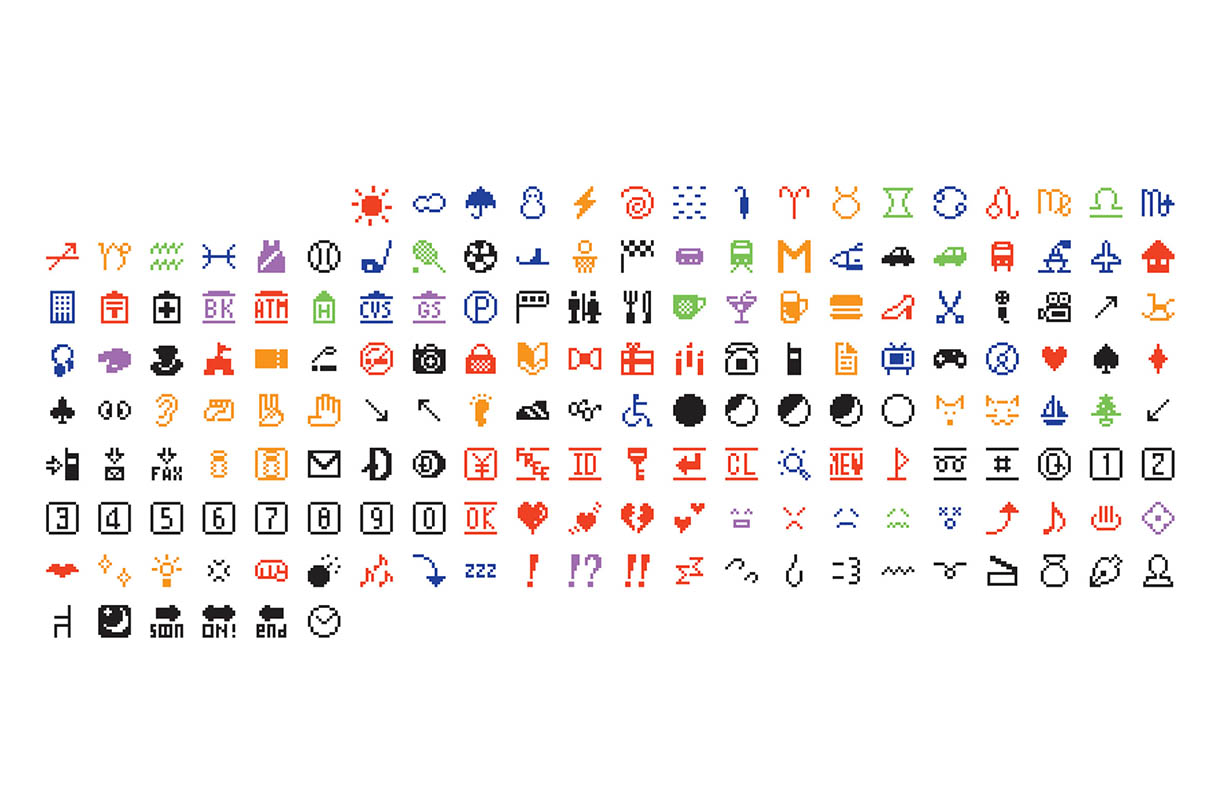 M
〒 BK ATM H CVS GS P
FAX D D ¥ FREE ID CL NEW # 1 2
3 4 5 6 7 8 9 0 OK
zzz ! !? !!
soon ON! end